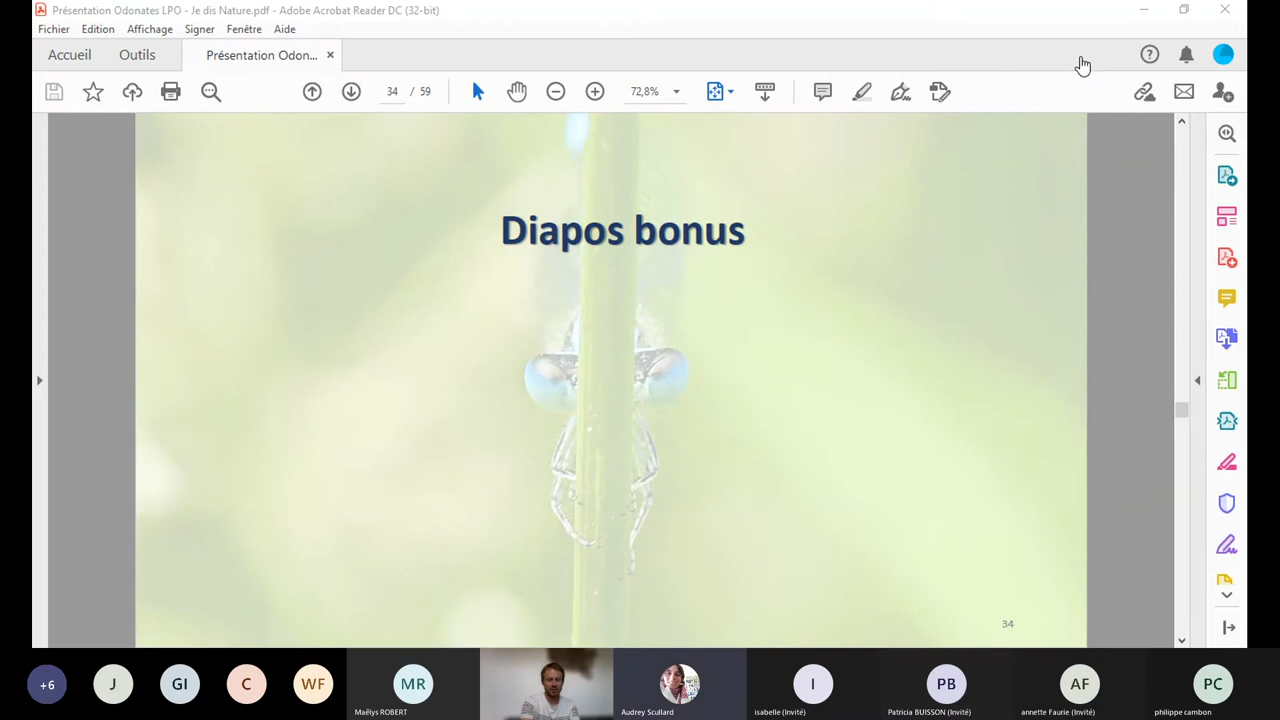 Présentation Odonates LPO - Je dis Nature.pdf - Adobe Acrobat Reader DC (32-bit)
Fichier Edition Affichage Signer Fenêtre Aide
Accueil Outils Présentation Odon... ×
34 / 59 72,8%
Diapos bonus
34
+6 J GI C WF MR I PB AF PC
Maëlys ROBERT Audrey Scullard isabelle (Invité) Patricia BUISSON (Invité) annette Faurie (Invité) philippe cambon